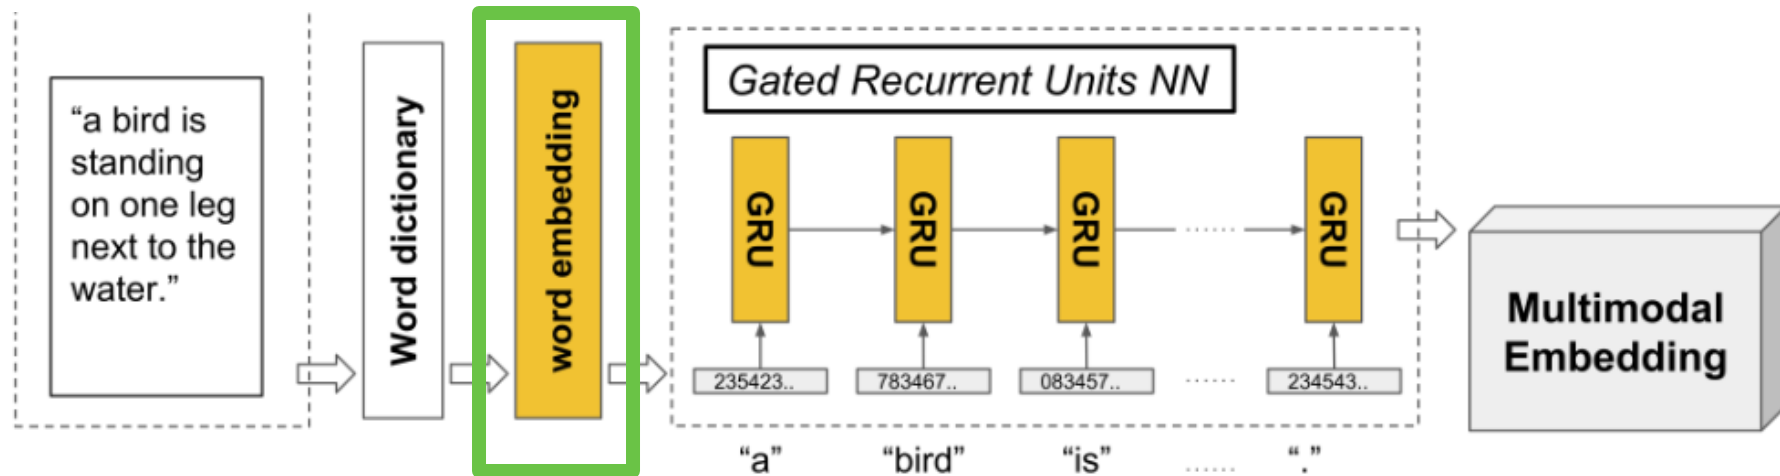 “a bird is
standing
on one leg
next to the
water.”
Word dictionary
word embedding
Gated Recurrent Units NN
GRU
GRU
GRU
......
GRU
235423..
783467..
083457..
......
234543..
“a”
“bird”
“is”
......
“.”
Multimodal
Embedding